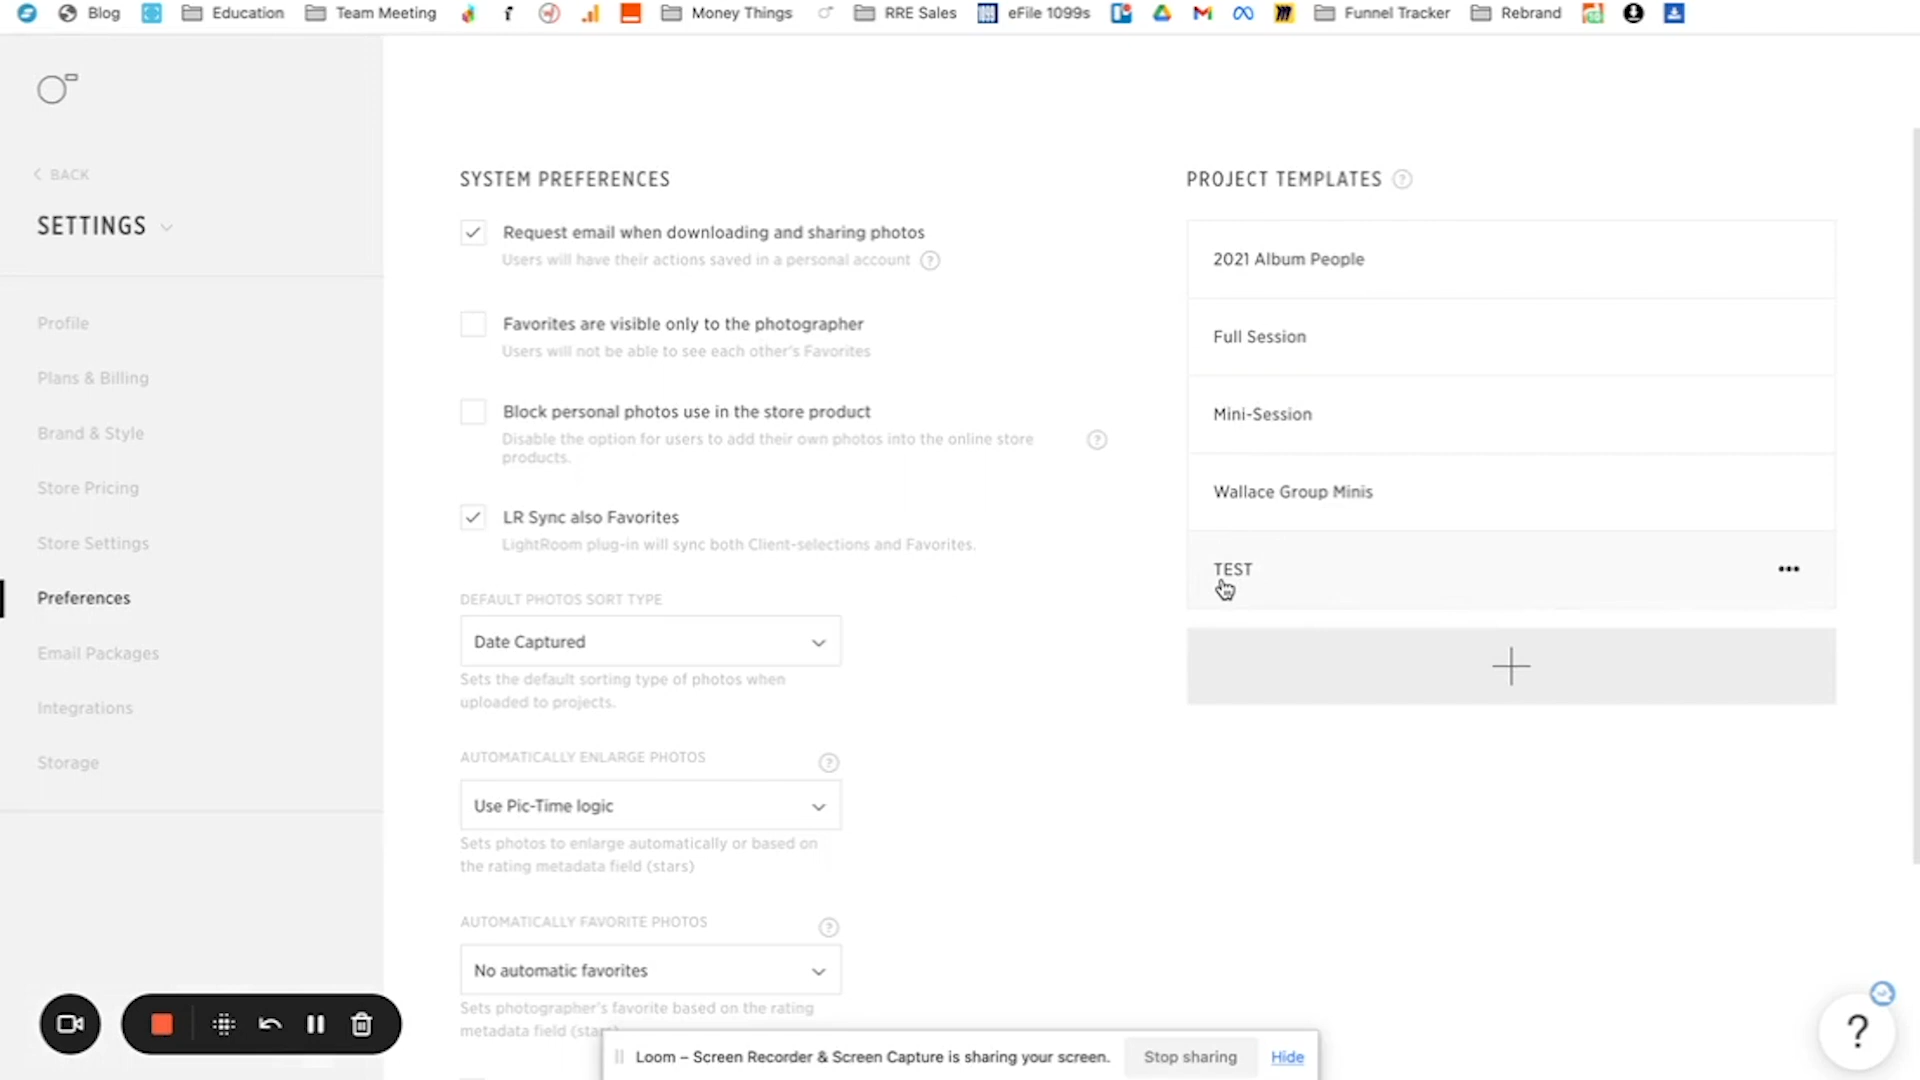 Blog
Education
Team Meeting
Money Things
RRE Sales
eFile 1099s
Funnel Tracker
Rebrand
BACK
SETTINGS
Profile
Plans & Billing
Brand & Style
Store Pricing
Store Settings
Preferences
Email Packages
Integrations
Storage
SYSTEM PREFERENCES
Request email when downloading and sharing photos
Users will have their actions saved in a personal account ?
Favorites are visible only to the photographer
Users will not be able to see each other's Favorites
Block personal photos use in the store product
Disable the option for users to add their own photos into the online store ?
products.
LR Sync also Favorites
LightRoom plug-in will sync both Client-selections and Favorites.
DEFAULT PHOTOS SORT TYPE
Date Captured
Sets the default sorting type of photos when
uploaded to projects.
AUTOMATICALLY ENLARGE PHOTOS ?
Use Pic-Time logic
Sets photos to enlarge automatically or based on
the rating metadata field (stars)
AUTOMATICALLY FAVORITE PHOTOS ?
No automatic favorites
Sets photographer's favorite based on the rating
metadata field (stars)
PROJECT TEMPLATES ?
2021 Album People
Full Session
Mini-Session
Wallace Group Minis
TEST
•••
?
Loom – Screen Recorder & Screen Capture is sharing your screen.
Stop sharing
Hide